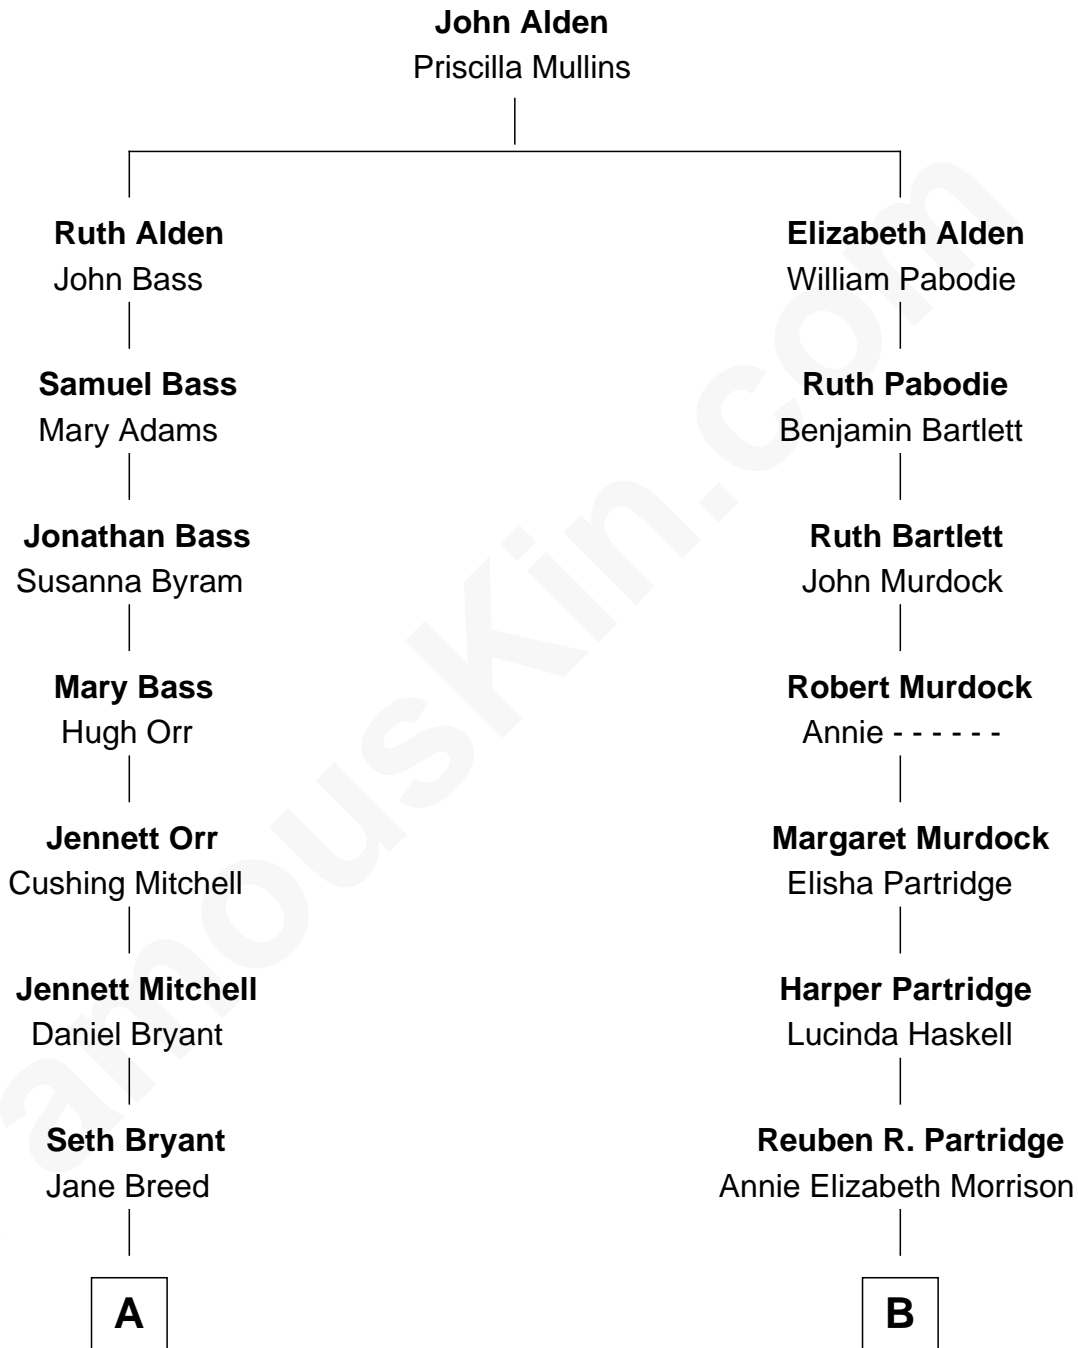 John Alden
Priscilla Mullins
Ruth Alden
John Bass
Elizabeth Alden
William Pabodie
Samuel Bass
Mary Adams
Ruth Pabodie
Benjamin Bartlett
Jonathan Bass
Susanna Byram
Ruth Bartlett
John Murdock
Mary Bass
Hugh Orr
Robert Murdock
Annie - - - - - -
Jennett Orr
Cushing Mitchell
Margaret Murdock
Elisha Partridge
Jennett Mitchell
Daniel Bryant
Harper Partridge
Lucinda Haskell
Seth Bryant
Jane Breed
Reuben R. Partridge
Annie Elizabeth Morrison
A
B
amousKin.com